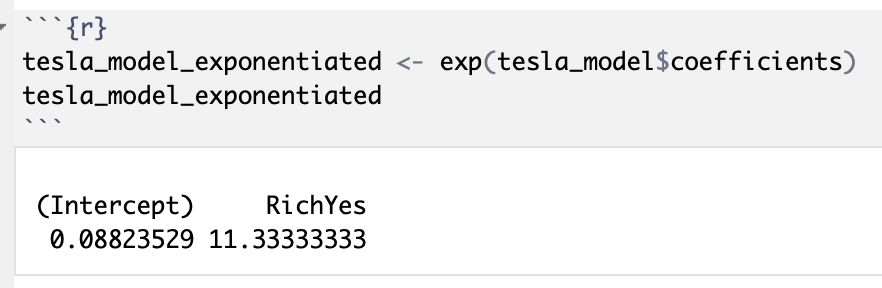 ```{r}
tesla_model_exponentiated <- exp(tesla_model$coefficients)
tesla_model_exponentiated
```
(Intercept)     RichYes
 0.08823529 11.33333333